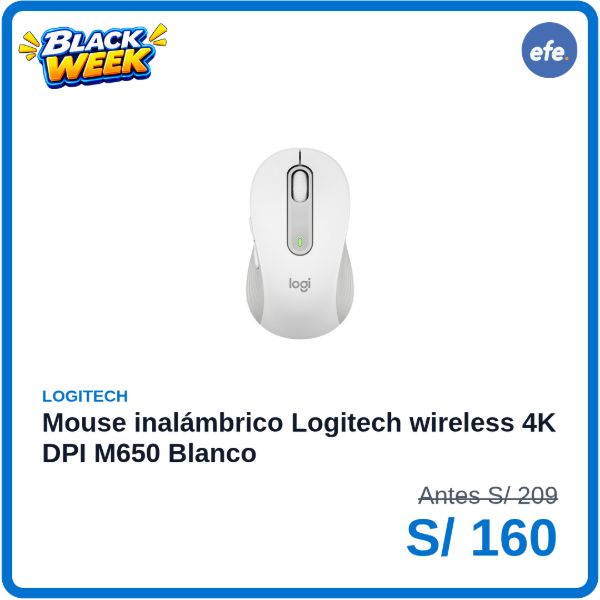 BLACK
WEEK
efe.
logi
LOGITECH
Mouse inalámbrico Logitech wireless 4K
DPI M650 Blanco
Antes S/ 209
S/ 160